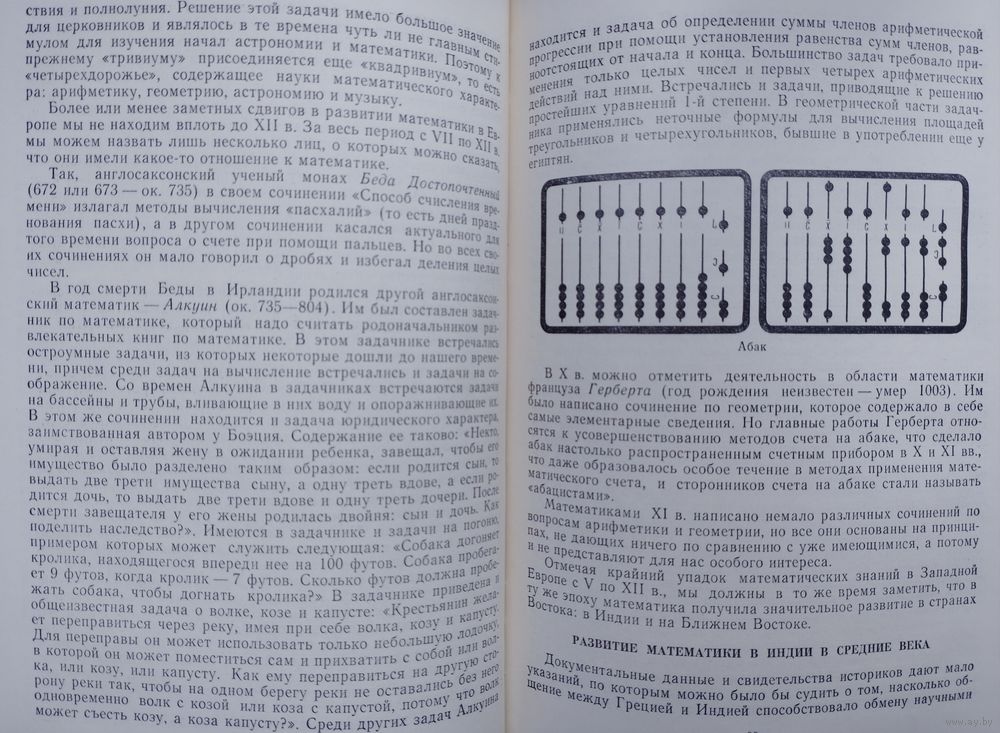 ствия и полнолуния. Решение этой задачи имело большое значение
для церковников и являлось в те времена чуть ли не главным сти-
мулом для изучения начал астрономии и математики. Поэтому к
прежнему «тривиуму» присоединяется еще «квадривиум», то есть
«четырехдорожье», содержащее науки математического характе-
ра: арифметику, геометрию, астрономию и музыку.
Более или менее заметных сдвигов в развитии математики в Ев-
ропе мы не находим вплоть до XII в. За весь период с VII по XII в.
мы можем назвать лишь несколько лиц, о которых можно сказать,
что они имели какое-то отношение к математике.
Так, англосаксонский ученый монах Беда Достопочтенный
(672 или 673 — ок. 735) в своем сочинении «Способ счисления вре-
мени» излагал методы вычисления «пасхалий» (то есть дней празд-
нования пасхи), а в другом сочинении касался актуального для
того времени вопроса о счете при помощи пальцев. Но во всех сво-
их сочинениях он мало говорил о дробях и избегал деления целых
чисел.
В год смерти Беды в Ирландии родился другой англосаксон-
ский математик — Алкуин (ок. 735—804). Им был составлен задач-
ник по математике, который надо считать родоначальником раз-
влекательных книг по математике. В этом задачнике встречались
остроумные задачи, из которых некоторые дошли до нашего време-
ни, причем среди задач на вычисление встречались и задачи на со-
ображение. Со времен Алкуина в задачниках встречаются задачи
на бассейны и трубы, вливающие в них воду и опоражнивающие их.
В этом же сочинении находится и задача юридического характера,
заимствованная автором у Боэция. Содержание ее таково: «Некто,
умирая и оставляя жену в ожидании ребенка, завещал, чтобы его
имущество было разделено таким образом: если родится сын, то
выдать две трети имущества сыну, а одну треть вдове, а если ро-
дится дочь, то выдать две трети вдове и одну треть дочери. После
смерти завещателя у его жены родилась двойня: сын и дочь. Как
поделить наследство?». Имеются в задачнике и задачи на погоню,
примером которых может служить следующая: «Собака догоняет
кролика, находящегося впереди нее на 100 футов. Собака пробега-
ет 9 футов, когда кролик — 7 футов. Сколько футов должна пробе-
жать собака, чтобы догнать кролика?» В задачнике приведена и
общеизвестная задача о волке, козе и капусте: «Крестьянин жела-
ет переправиться через реку, имея при себе волка, козу и капусту.
Для переправы он может использовать только небольшую лодочку,
в которой он может поместиться сам и прихватить с собой или вол-
ка, или козу, или капусту. Как ему переправиться на другую сто-
рону реки так, чтобы на одном берегу реки не оставались без него
одновременно волк с козой или коза с капустой, потому что волк
может съесть козу, а коза капусту?». Среди других задач Алкуина
находится и задача об определении суммы членов арифметической
прогрессии при помощи установления равенства сумм членов, рав-
ноотстоящих от начала и конца. Большинство задач требовало при-
менения только целых чисел и первых четырех арифметических
действий над ними. Встречались и задачи, приводящие к решению
простейших уравнений 1-й степени. В геометрической части задач-
ника применялись неточные формулы для вычисления площадей
треугольников и четырехугольников, бывшие в употреблении еще у
египтян.
Абак
В X в. можно отметить деятельность в области математики
француза Герберта (год рождения неизвестен — умер 1003). Им
было написано сочинение по геометрии, которое содержало в себе
самые элементарные сведения. Но главные работы Герберта отно-
сятся к усовершенствованию методов счета на абаке, что сделало
абак настолько распространенным счетным прибором в X и XI вв.,
что даже образовалось особое течение в методах применения мате-
матического счета, и сторонников счета на абаке стали называть
«абацистами».
Математиками XI в. написано немало различных сочинений по
вопросам арифметики и геометрии, но все они основаны на принци-
пах, не дающих ничего по сравнению с уже имеющимися, а потому
и не представляют для нас особого интереса.
Отмечая крайний упадок математических знаний в Западной
Европе с V по XII в., мы должны в то же время заметить, что в
ту же эпоху математика получила значительное развитие в странах
Востока: в Индии и на Ближнем Востоке.
РАЗВИТИЕ МАТЕМАТИКИ В ИНДИИ В СРЕДНИЕ ВЕКА
Документальные данные и свидетельства историков дают мало
указаний, по которым можно было бы судить о том, насколько об-
щение между Грецией и Индией способствовало обмену научными
www.ay.by